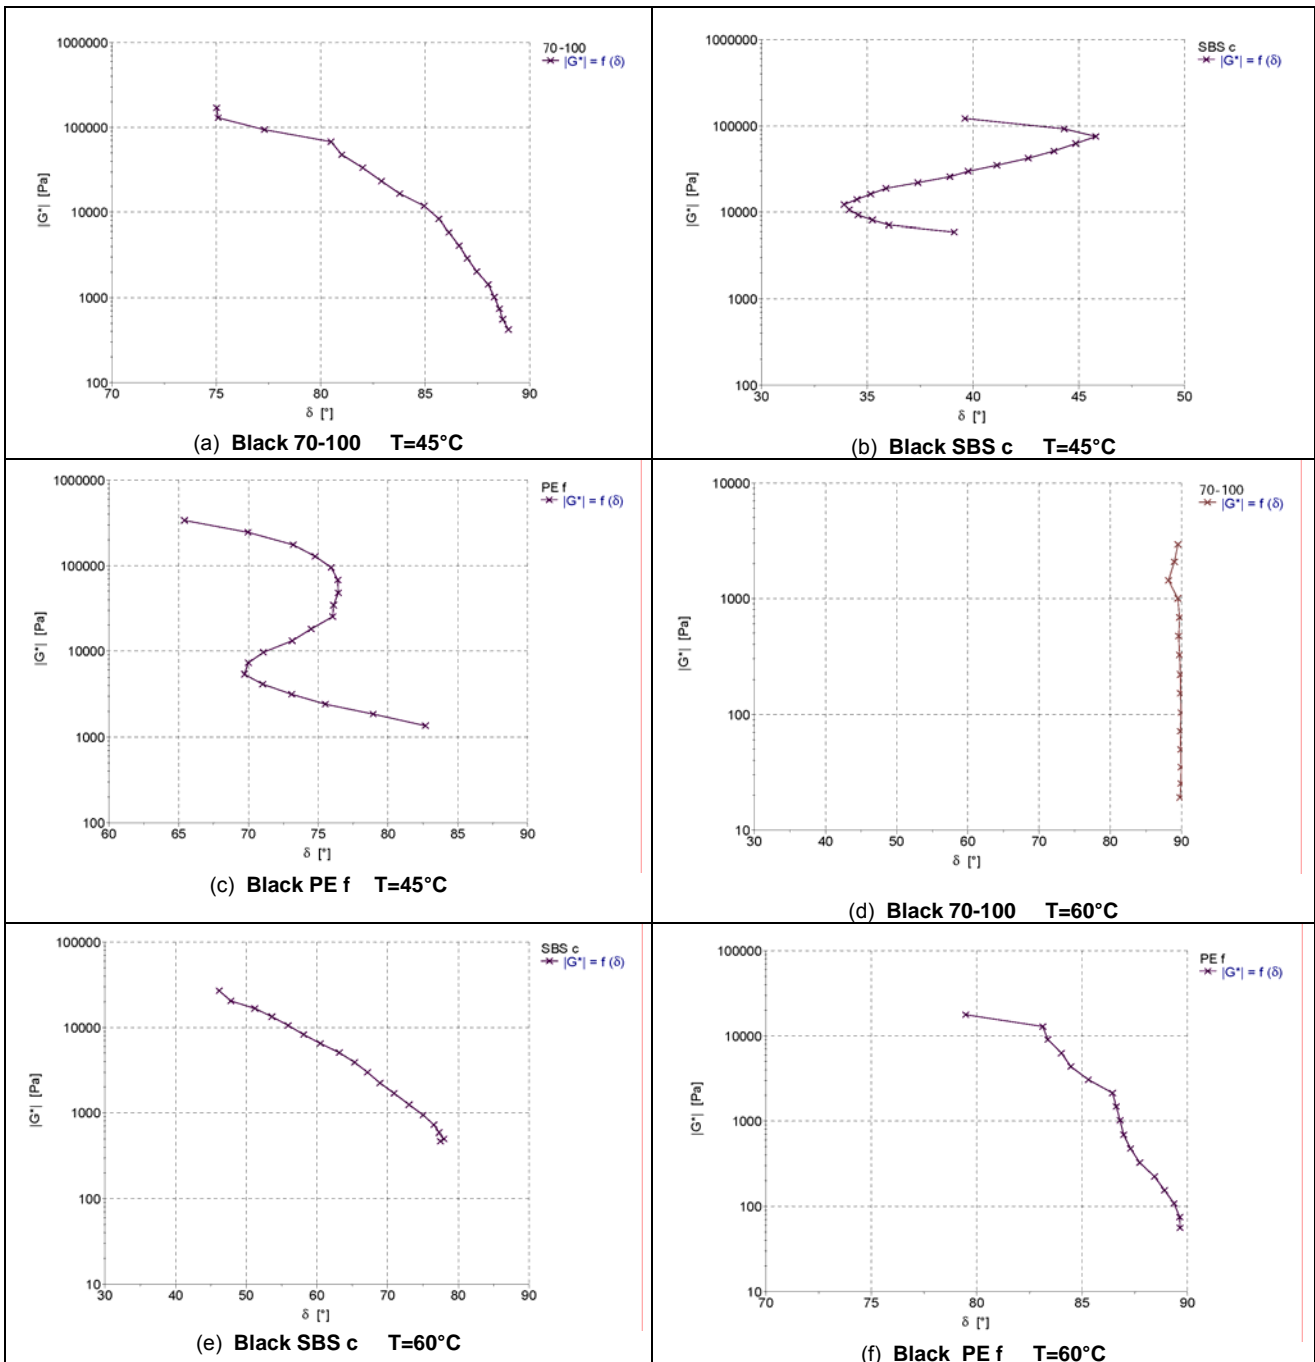 1000000
100000
10000
1000
100
|G*| [Pa]
70
75
80
85
90
δ [°]
70-100
|G*| = f (δ)
(a) Black 70-100 T=45°C
1000000
100000
10000
1000
100
|G*| [Pa]
30
35
40
45
50
δ [°]
SBS c
|G*| = f (δ)
(b) Black SBS c T=45°C
1000000
100000
10000
1000
100
|G*| [Pa]
60
65
70
75
80
85
90
δ [°]
PE f
|G*| = f (δ)
(c) Black PE f T=45°C
10000
1000
100
10
|G*| [Pa]
30
40
50
60
70
80
90
δ [°]
70-100
|G*| = f (δ)
(d) Black 70-100 T=60°C
100000
10000
1000
100
10
|G*| [Pa]
30
40
50
60
70
80
90
δ [°]
SBS c
|G*| = f (δ)
(e) Black SBS c T=60°C
100000
10000
1000
100
10
|G*| [Pa]
70
75
80
85
90
δ [°]
PE f
|G*| = f (δ)
(f) Black PE f T=60°C